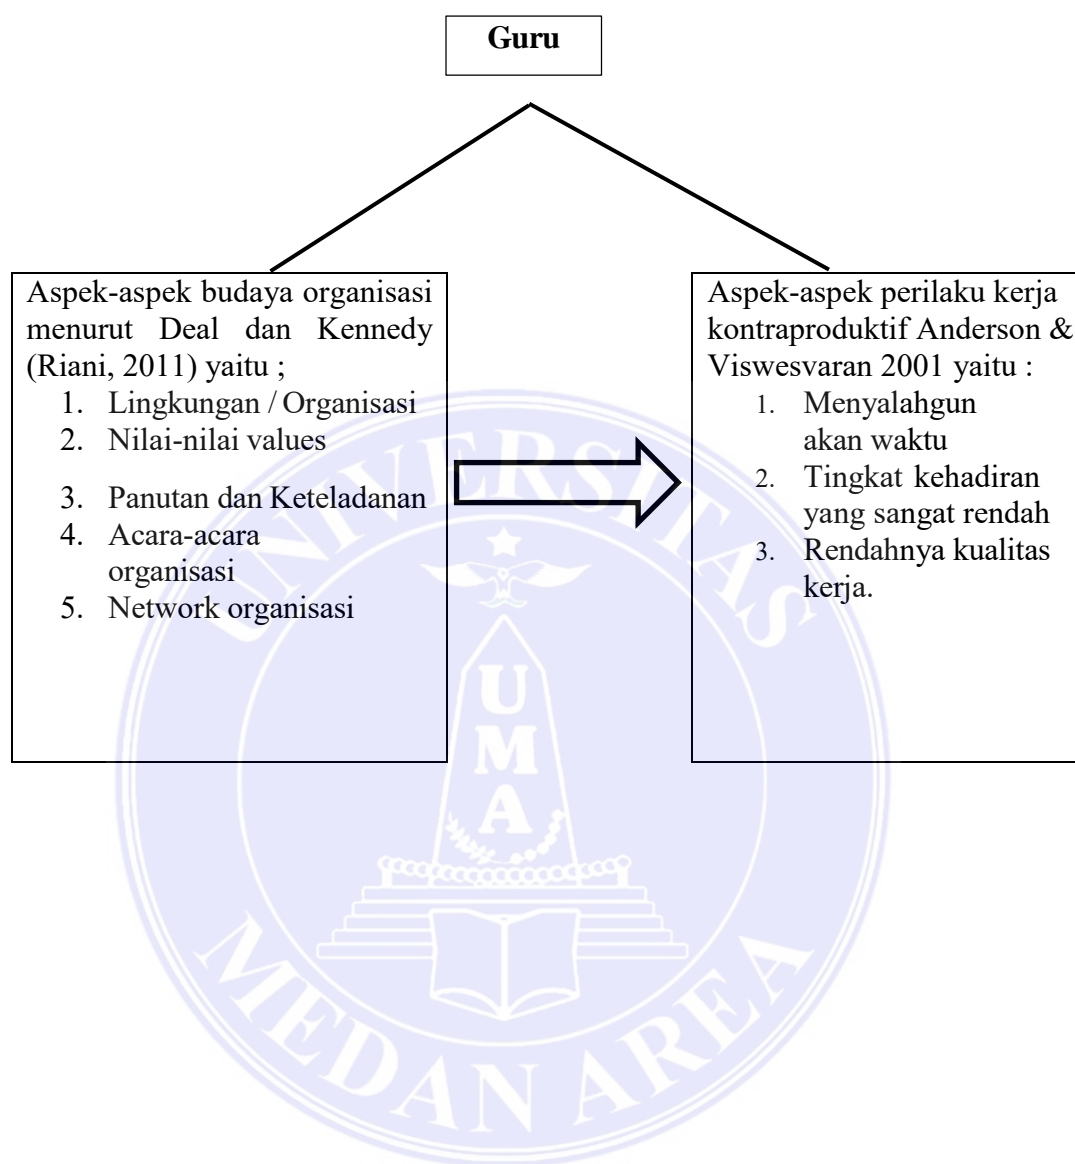 Guru
Aspek-aspek budaya organisasi
menurut Deal dan Kennedy
(Riani, 2011) yaitu ;
1. Lingkungan / Organisasi
2. Nilai-nilai values
3. Panutan dan Keteladanan
4. Acara-acara
organisasi
5. Network organisasi
Aspek-aspek perilaku kerja
kontraproduktif Anderson &
Viswesvaran 2001 yaitu :
1. Menyalahgun
akan waktu
2. Tingkat kehadiran
yang sangat rendah
3. Rendahnya kualitas
kerja.
UNIVERSITAS
UMA
MEDAN AREA